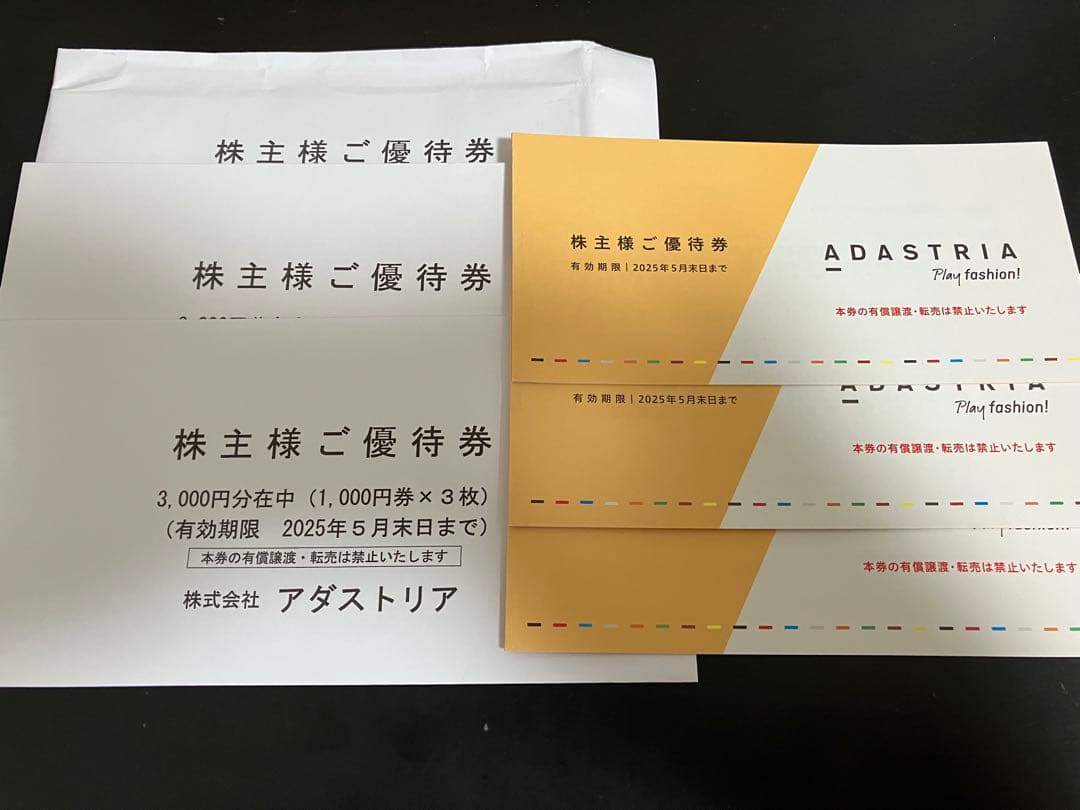 株主様ご優待券
株主様ご優待券
株主様ご優待券
3,000円分在中（1,000円券×3枚）
（有効期限　2025年5月末日まで）
本券の有償譲渡・転売は禁止いたします
株式会社 アダストリア
株主様ご優待券
有効期限｜2025年5月末日まで
ADASTRIA
Play fashion!
本券の有償譲渡・転売は禁止いたします
有効期限｜2025年5月末日まで
ADASTRIA
Play fashion!
本券の有償譲渡・転売は禁止いたします
本券の有償譲渡・転売は禁止いたします